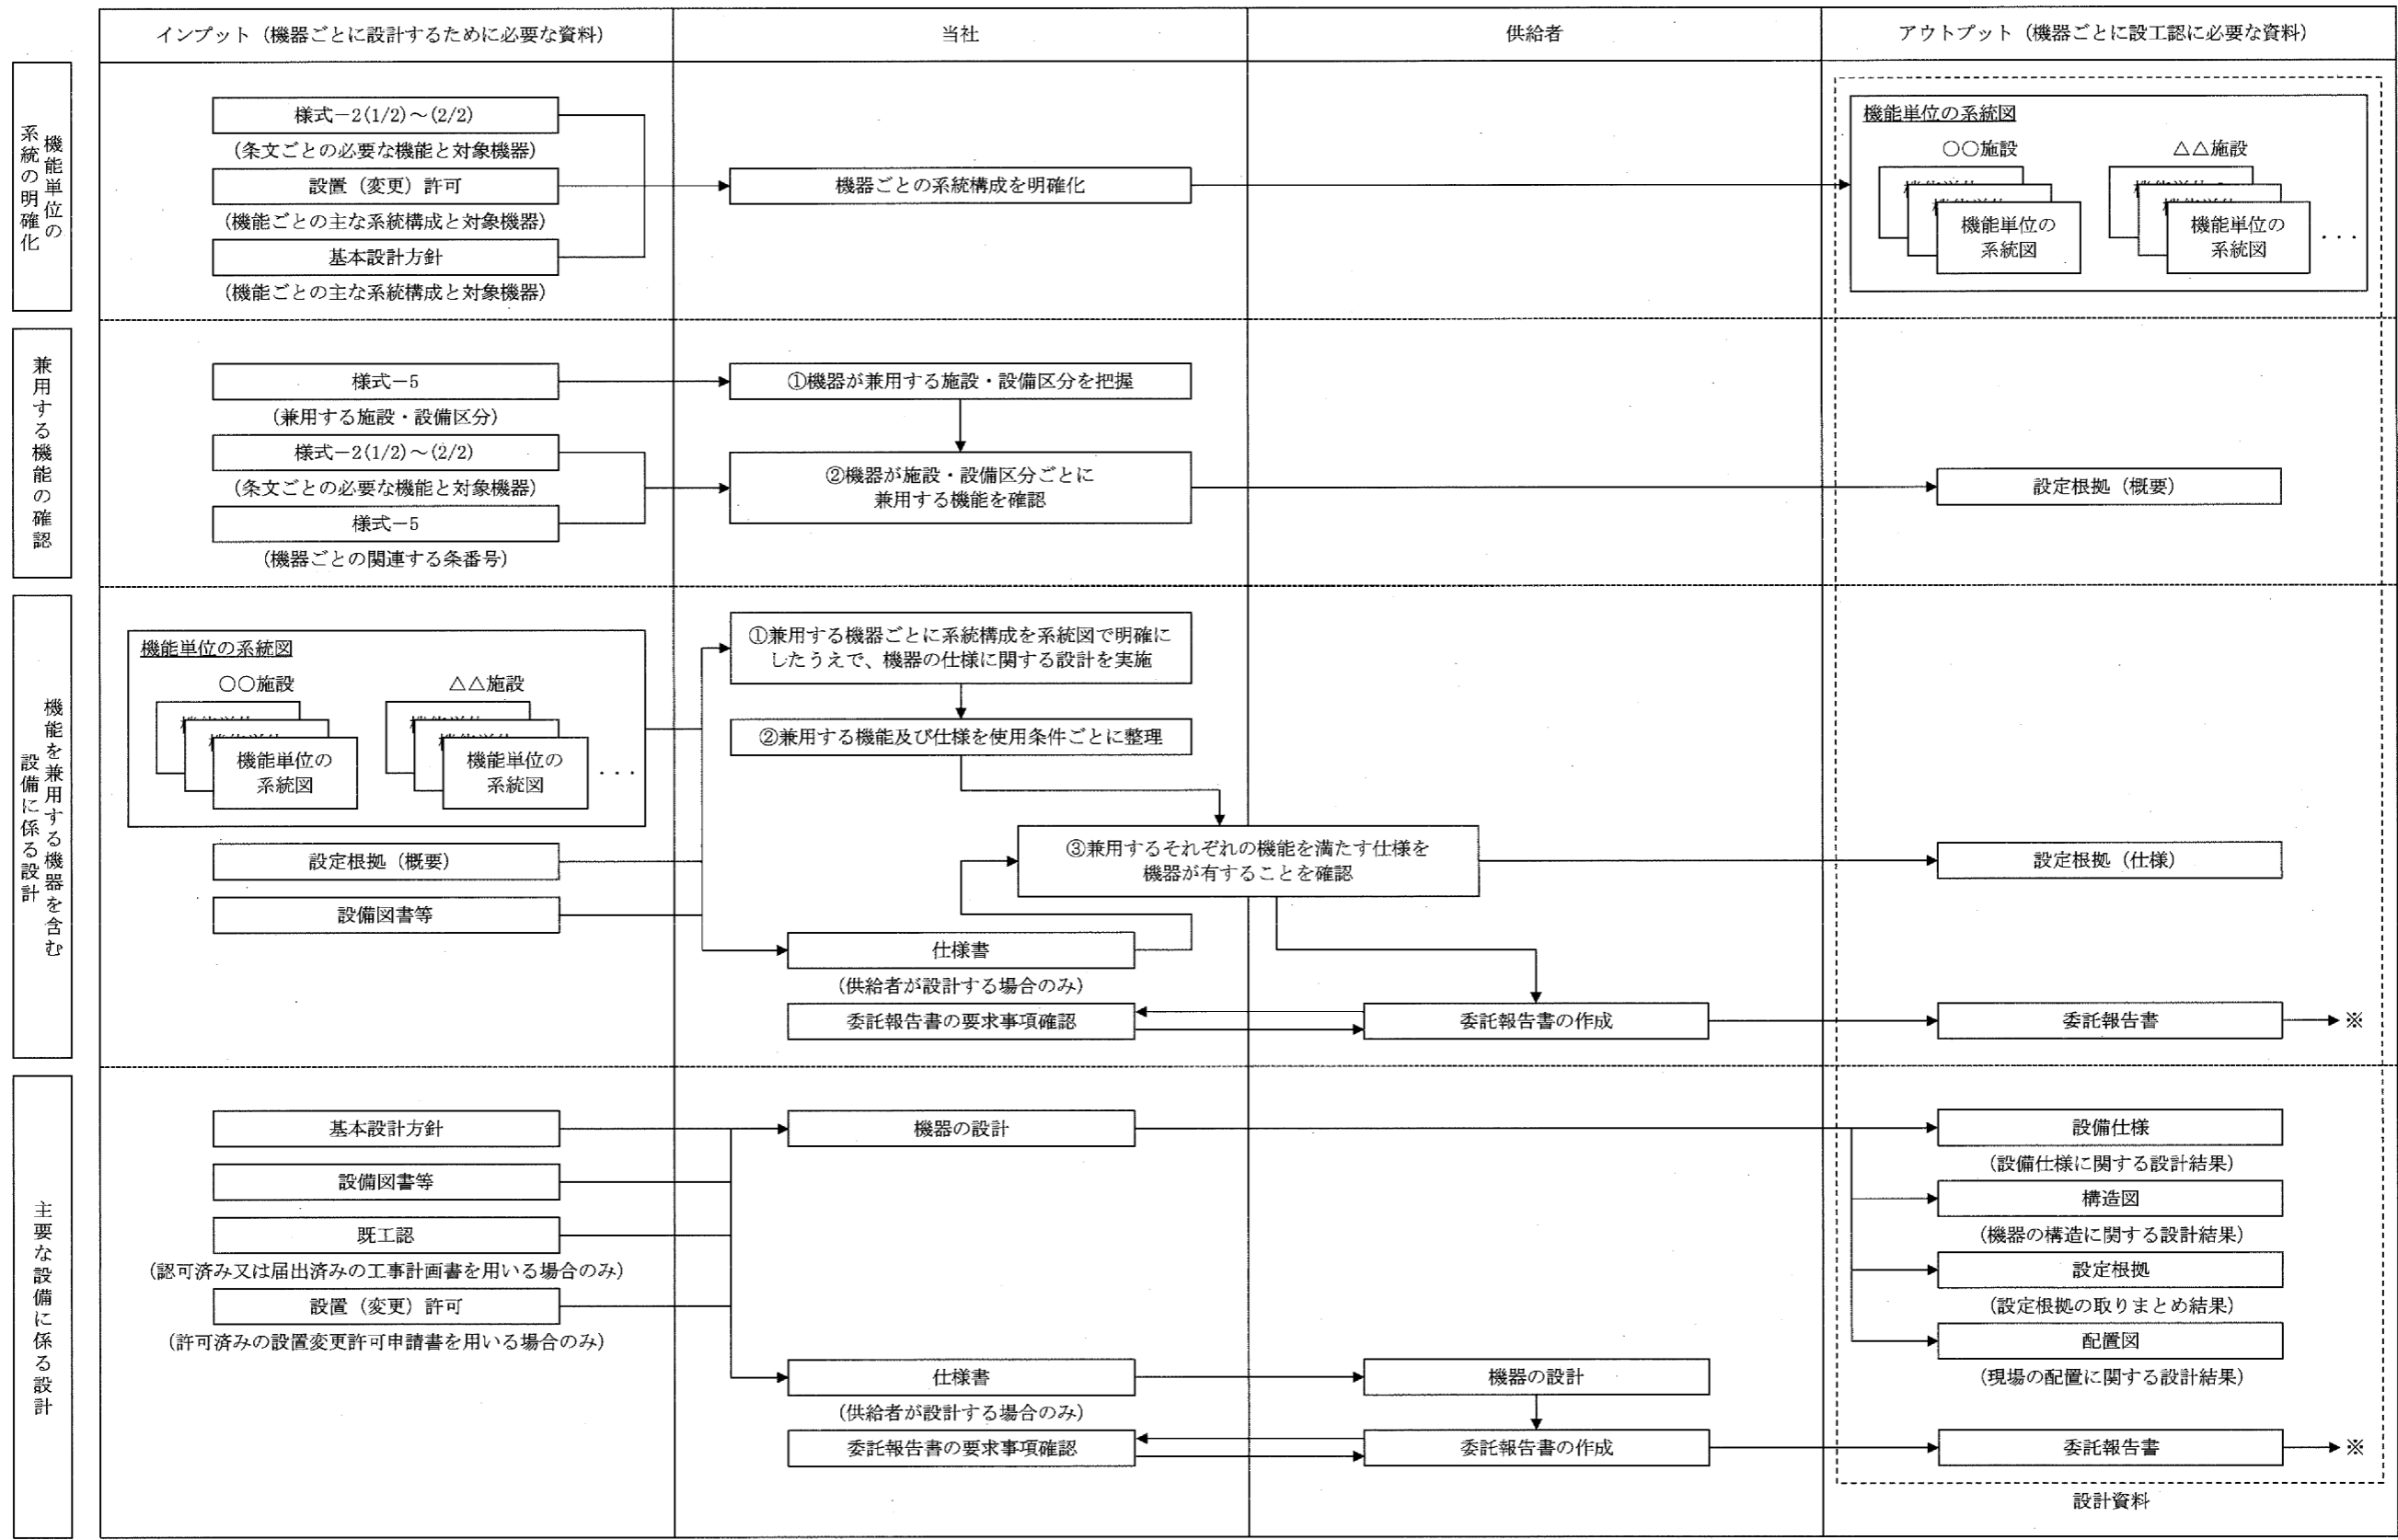 インプット（機器ごとに設計するために必要な資料）
当社
供給者
アウトプット（機器ごとに設工認に必要な資料）
機能単位の
系統の明確化
様式－2(1/2)～(2/2)
(条文ごとの必要な機能と対象機器)
設置（変更）許可
(機能ごとの主な系統構成と対象機器)
基本設計方針
(機能ごとの主な系統構成と対象機器)
機器ごとの系統構成を明確化
機能単位の系統図
○○施設
△△施設
機能単位の
系統図
機能単位の
系統図
・・・
兼用する機能の確認
様式－5
(兼用する施設・設備区分)
様式－2(1/2)～(2/2)
(条文ごとの必要な機能と対象機器)
様式－5
(機器ごとの関連する条番号)
①機器が兼用する施設・設備区分を把握
②機器が施設・設備区分ごとに
兼用する機能を確認
設定根拠（概要）
機能を兼用する機器を含む
設備に係る設計
機能単位の系統図
○○施設
△△施設
機能単位の
系統図
機能単位の
系統図
・・・
設定根拠（概要）
設備図書等
①兼用する機器ごとに系統構成を系統図で明確に
したうえで、機器の仕様に関する設計を実施
②兼用する機能及び仕様を使用条件ごとに整理
③兼用するそれぞれの機能を満たす仕様を
機器が有することを確認
設定根拠（仕様）
仕様書
(供給者が設計する場合のみ)
委託報告書の要求事項確認
委託報告書の作成
委託報告書
※
主要な設備に係る設計
基本設計方針
設備図書等
既工認
(認可済み又は届出済みの工事計画書を用いる場合のみ)
設置（変更）許可
(許可済みの設置変更許可申請書を用いる場合のみ)
機器の設計
設備仕様
(設備仕様に関する設計結果)
構造図
(機器の構造に関する設計結果)
設定根拠
(設定根拠の取りまとめ結果)
配置図
(現場の配置に関する設計結果)
仕様書
(供給者が設計する場合のみ)
機器の設計
委託報告書の要求事項確認
委託報告書の作成
委託報告書
※
設計資料